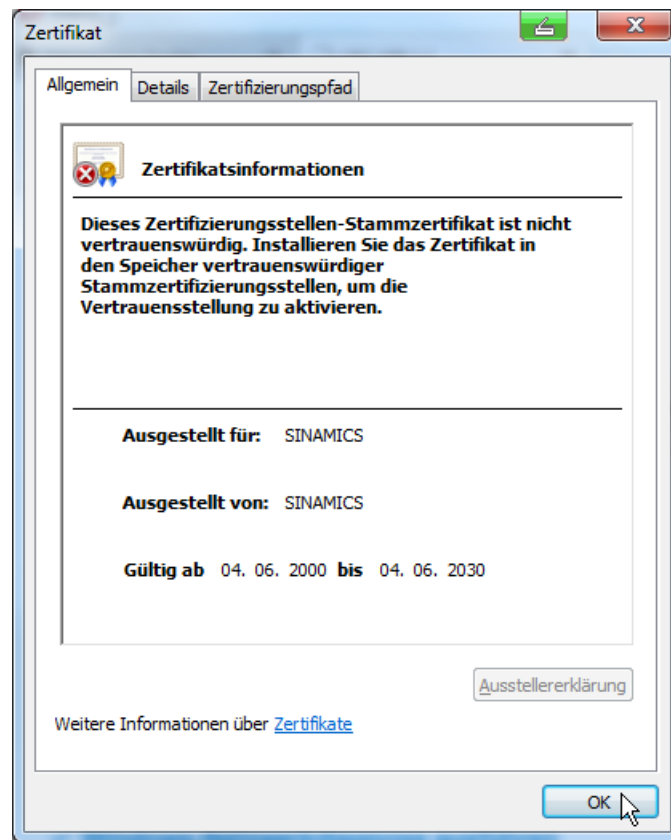 Zertifikat
Allgemein Details Zertifizierungspfad
Zertifikatsinformationen
Dieses Zertifizierungsstellen-Stammzertifikat ist nicht
vertrauenswürdig. Installieren Sie das Zertifikat in
den Speicher vertrauenswürdiger
Stammzertifizierungsstellen, um die
Vertrauensstellung zu aktivieren.
Ausgestellt für: SINAMICS
Ausgestellt von: SINAMICS
Gültig ab 04. 06. 2000 bis 04. 06. 2030
Ausstellererklärung
Weitere Informationen über Zertifikate
OK